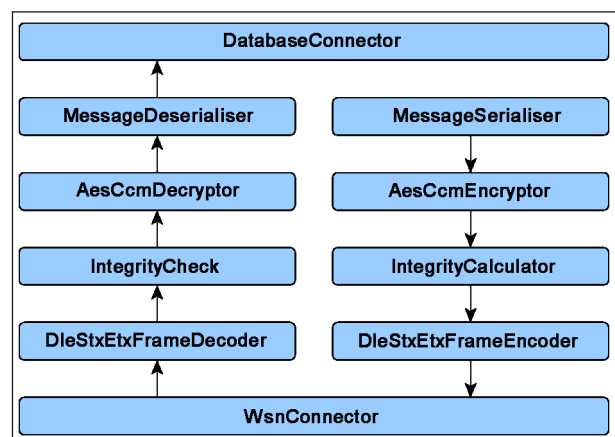 DatabaseConnector
MessageDeserialiser
MessageSerialiser
AesCcmDecryptor
AesCcmEncryptor
IntegrityCheck
IntegrityCalculator
DleStxEtxFrameDecoder
DleStxEtxFrameEncoder
WsnConnector